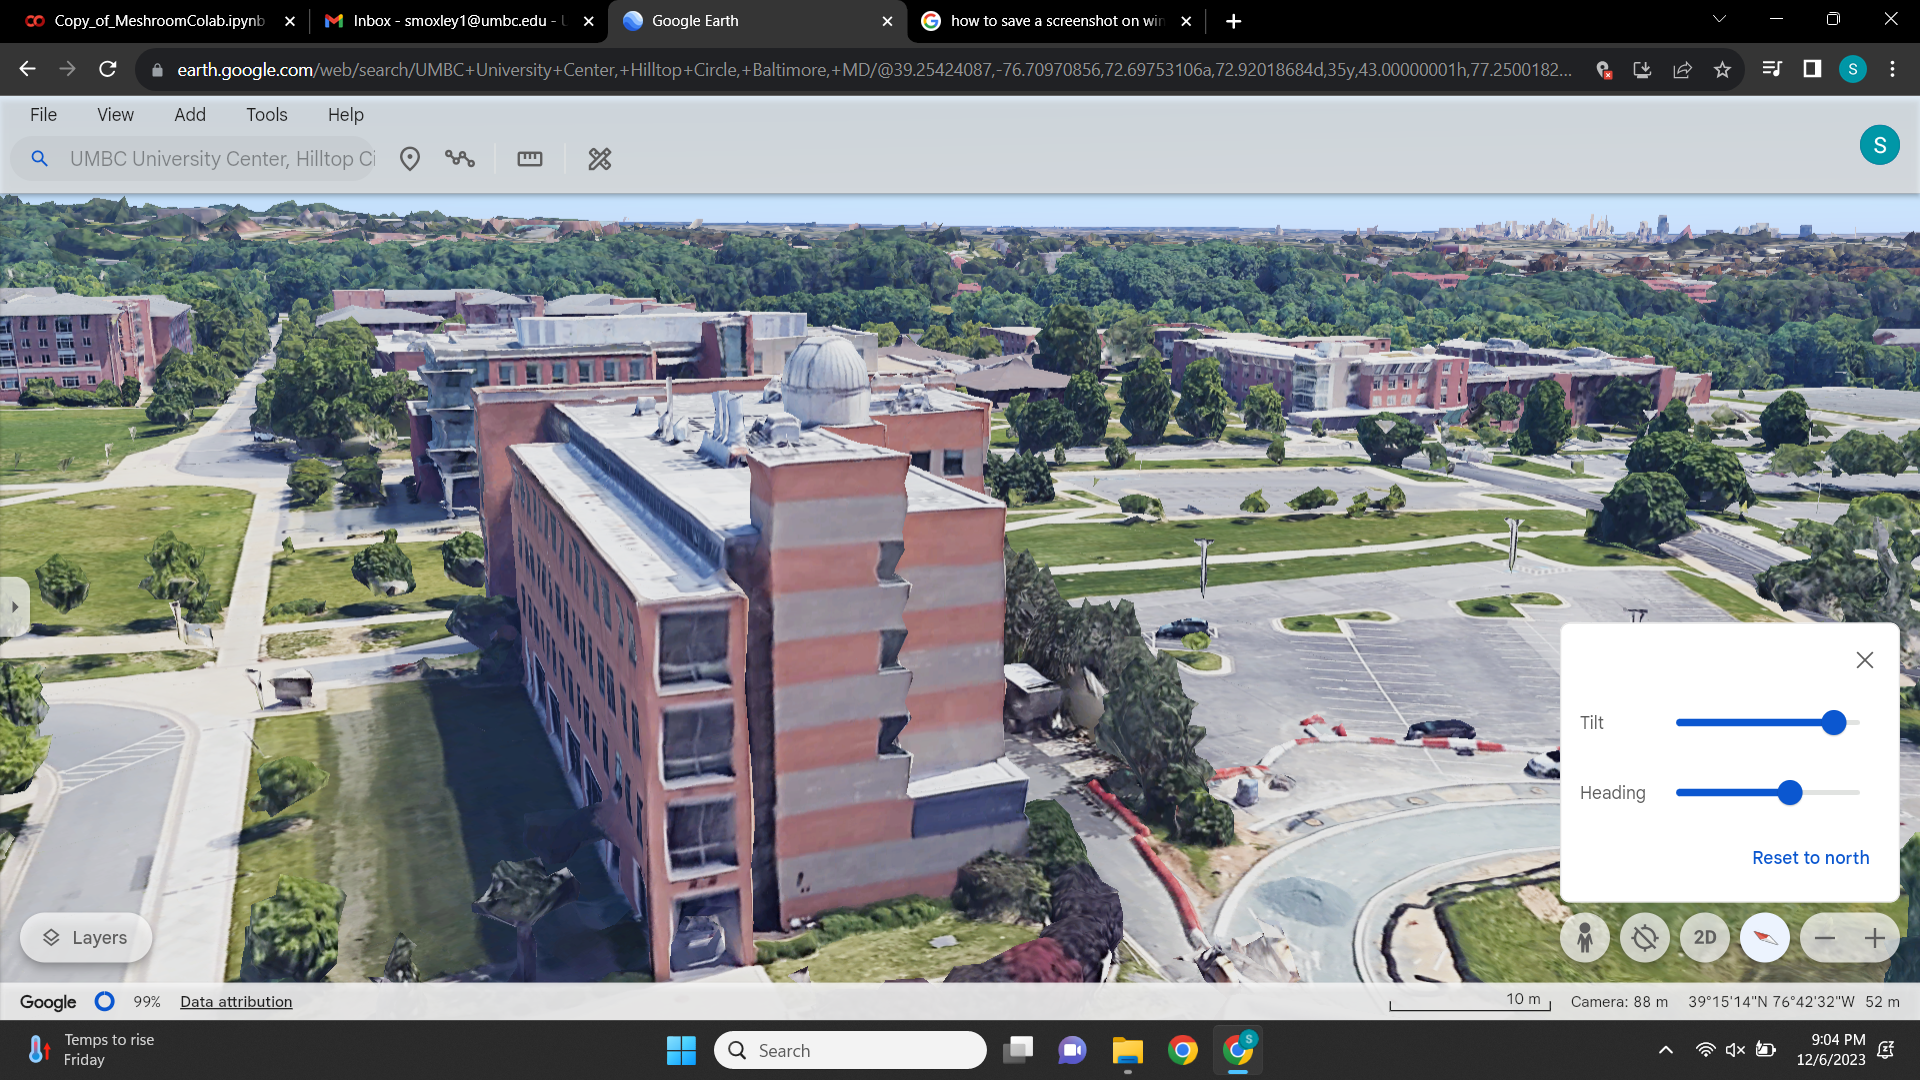 Copy_of_MeshroomColab.ipynb
Inbox - smoxley1@umbc.edu - U
Google Earth
how to save a screenshot on win
earth.google.com/web/search/UMBC+University+Center,+Hilltop+Circle,+Baltimore,+MD/@39.25424087,-76.70970856,72.69753106a,72.92018684d,35y,43.00000001h,77.2500182...
S
File View Add Tools Help
UMBC University Center, Hilltop Ci
S
Tilt
Heading
Reset to north
Layers
2D
Google 99% Data attribution
10 m Camera: 88 m 39°15'14"N 76°42'32"W 52 m
Temps to rise
Friday
Search
S
9:04 PM
12/6/2023